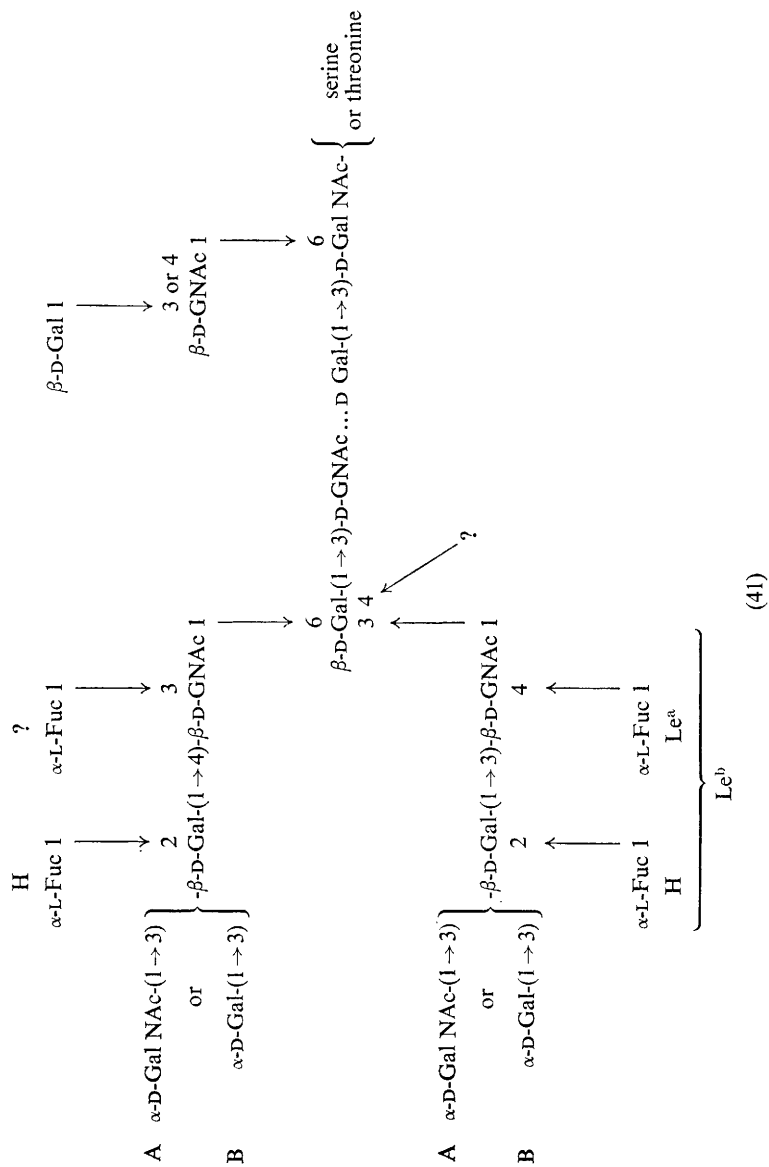 β-D-Gal 1
H ?
α-L-Fuc 1 α-L-Fuc 1 3 or 4
β-D-GNAc 1
2 3
A α-D-Gal NAc-(1→3)
or -β-D-Gal-(1→4)-β-D-GNAc 1
B α-D-Gal-(1→3)
6 6
β-D-Gal-(1→3)-D-GNAc...D Gal-(1→3)-D-Gal NAc- { serine
or threonine
3 4
?
A α-D-Gal NAc-(1→3)
or -β-D-Gal-(1→3)-β-D-GNAc 1
B α-D-Gal-(1→3)
2 4
α-L-Fuc 1 α-L-Fuc 1
H Leᵃ
Leᵇ
(41)